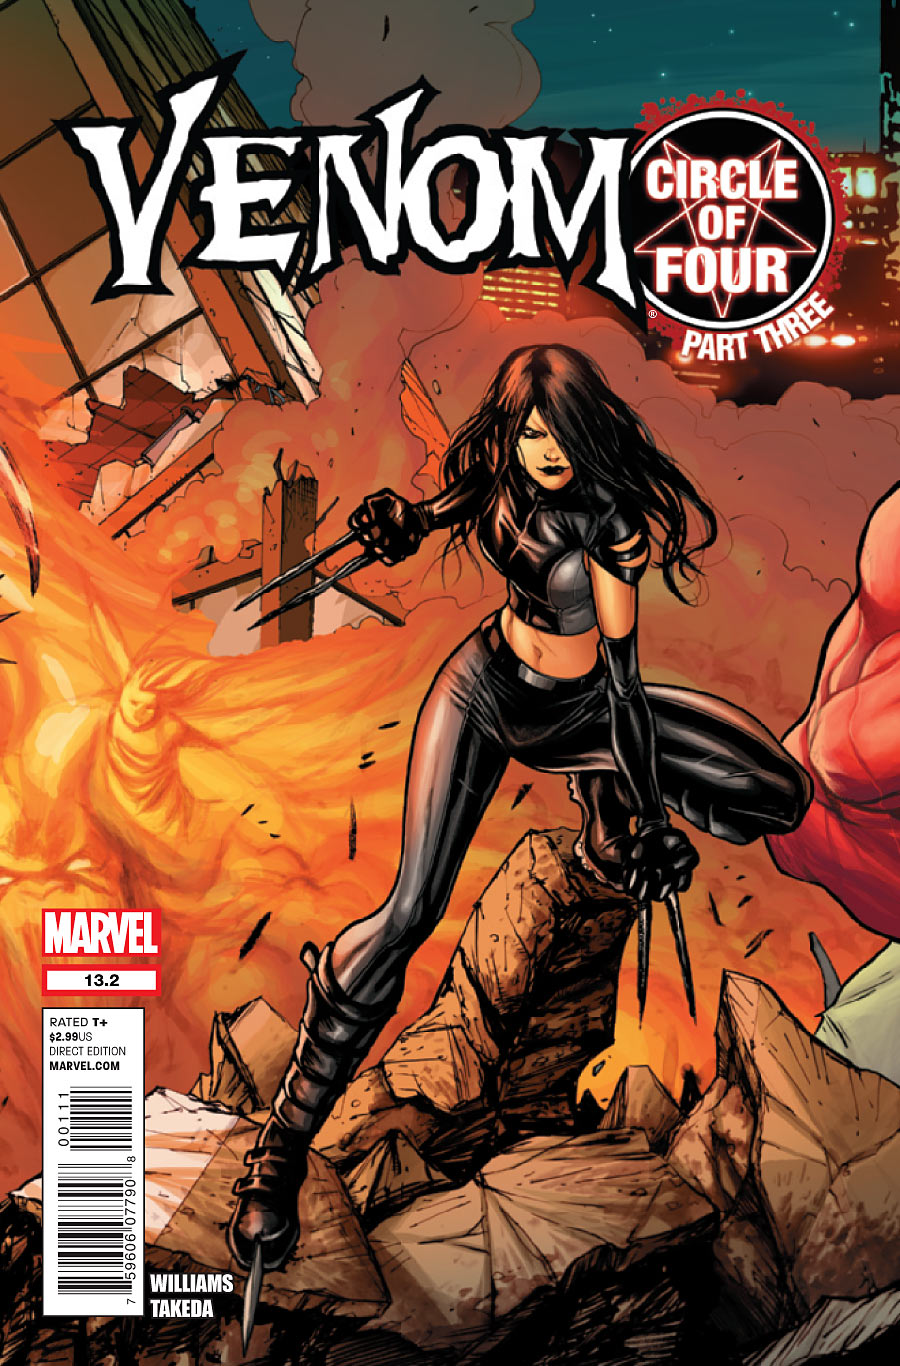 VENOM
CIRCLE
OF
FOUR
®
PART THREE
MARVEL
13.2
RATED T+
$2.99US
DIRECT EDITION
MARVEL.COM
00111
8
7 59606 07790
WILLIAMS
TAKEDA